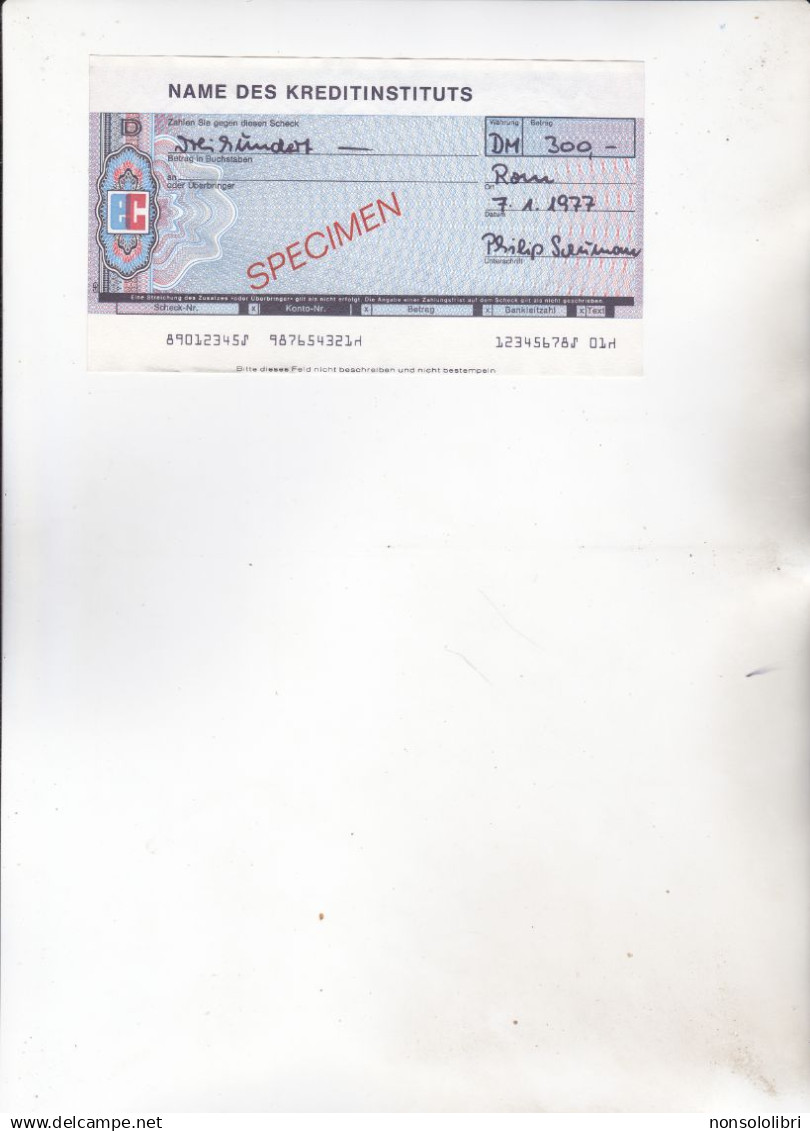 NAME DES KREDITINSTITUTS
D
Zahlen Sie gegen diesen Scheck
Währung Betrag
Dreihundert —
DM 300,-
Betrag in Buchstaben
an
oder Überbringer
Rom
Ort
7. 1. 1977
Datum
ec
SPECIMEN
Philip
Unterschrift
Eine Streichung des Zusatzes «oder Überbringer» gilt als nicht erfolgt. Die Angabe einer Zahlungsfrist auf dem Scheck gilt als nicht geschrieben.
Scheck-Nr. x Konto-Nr. x Betrag x Bankleitzahl x Text
89012345⑀ 987654321⑁ 12345678⑀ 01⑁
Bitte dieses Feld nicht beschreiben und nicht bestempeln
delcampe.net
nonsololibri